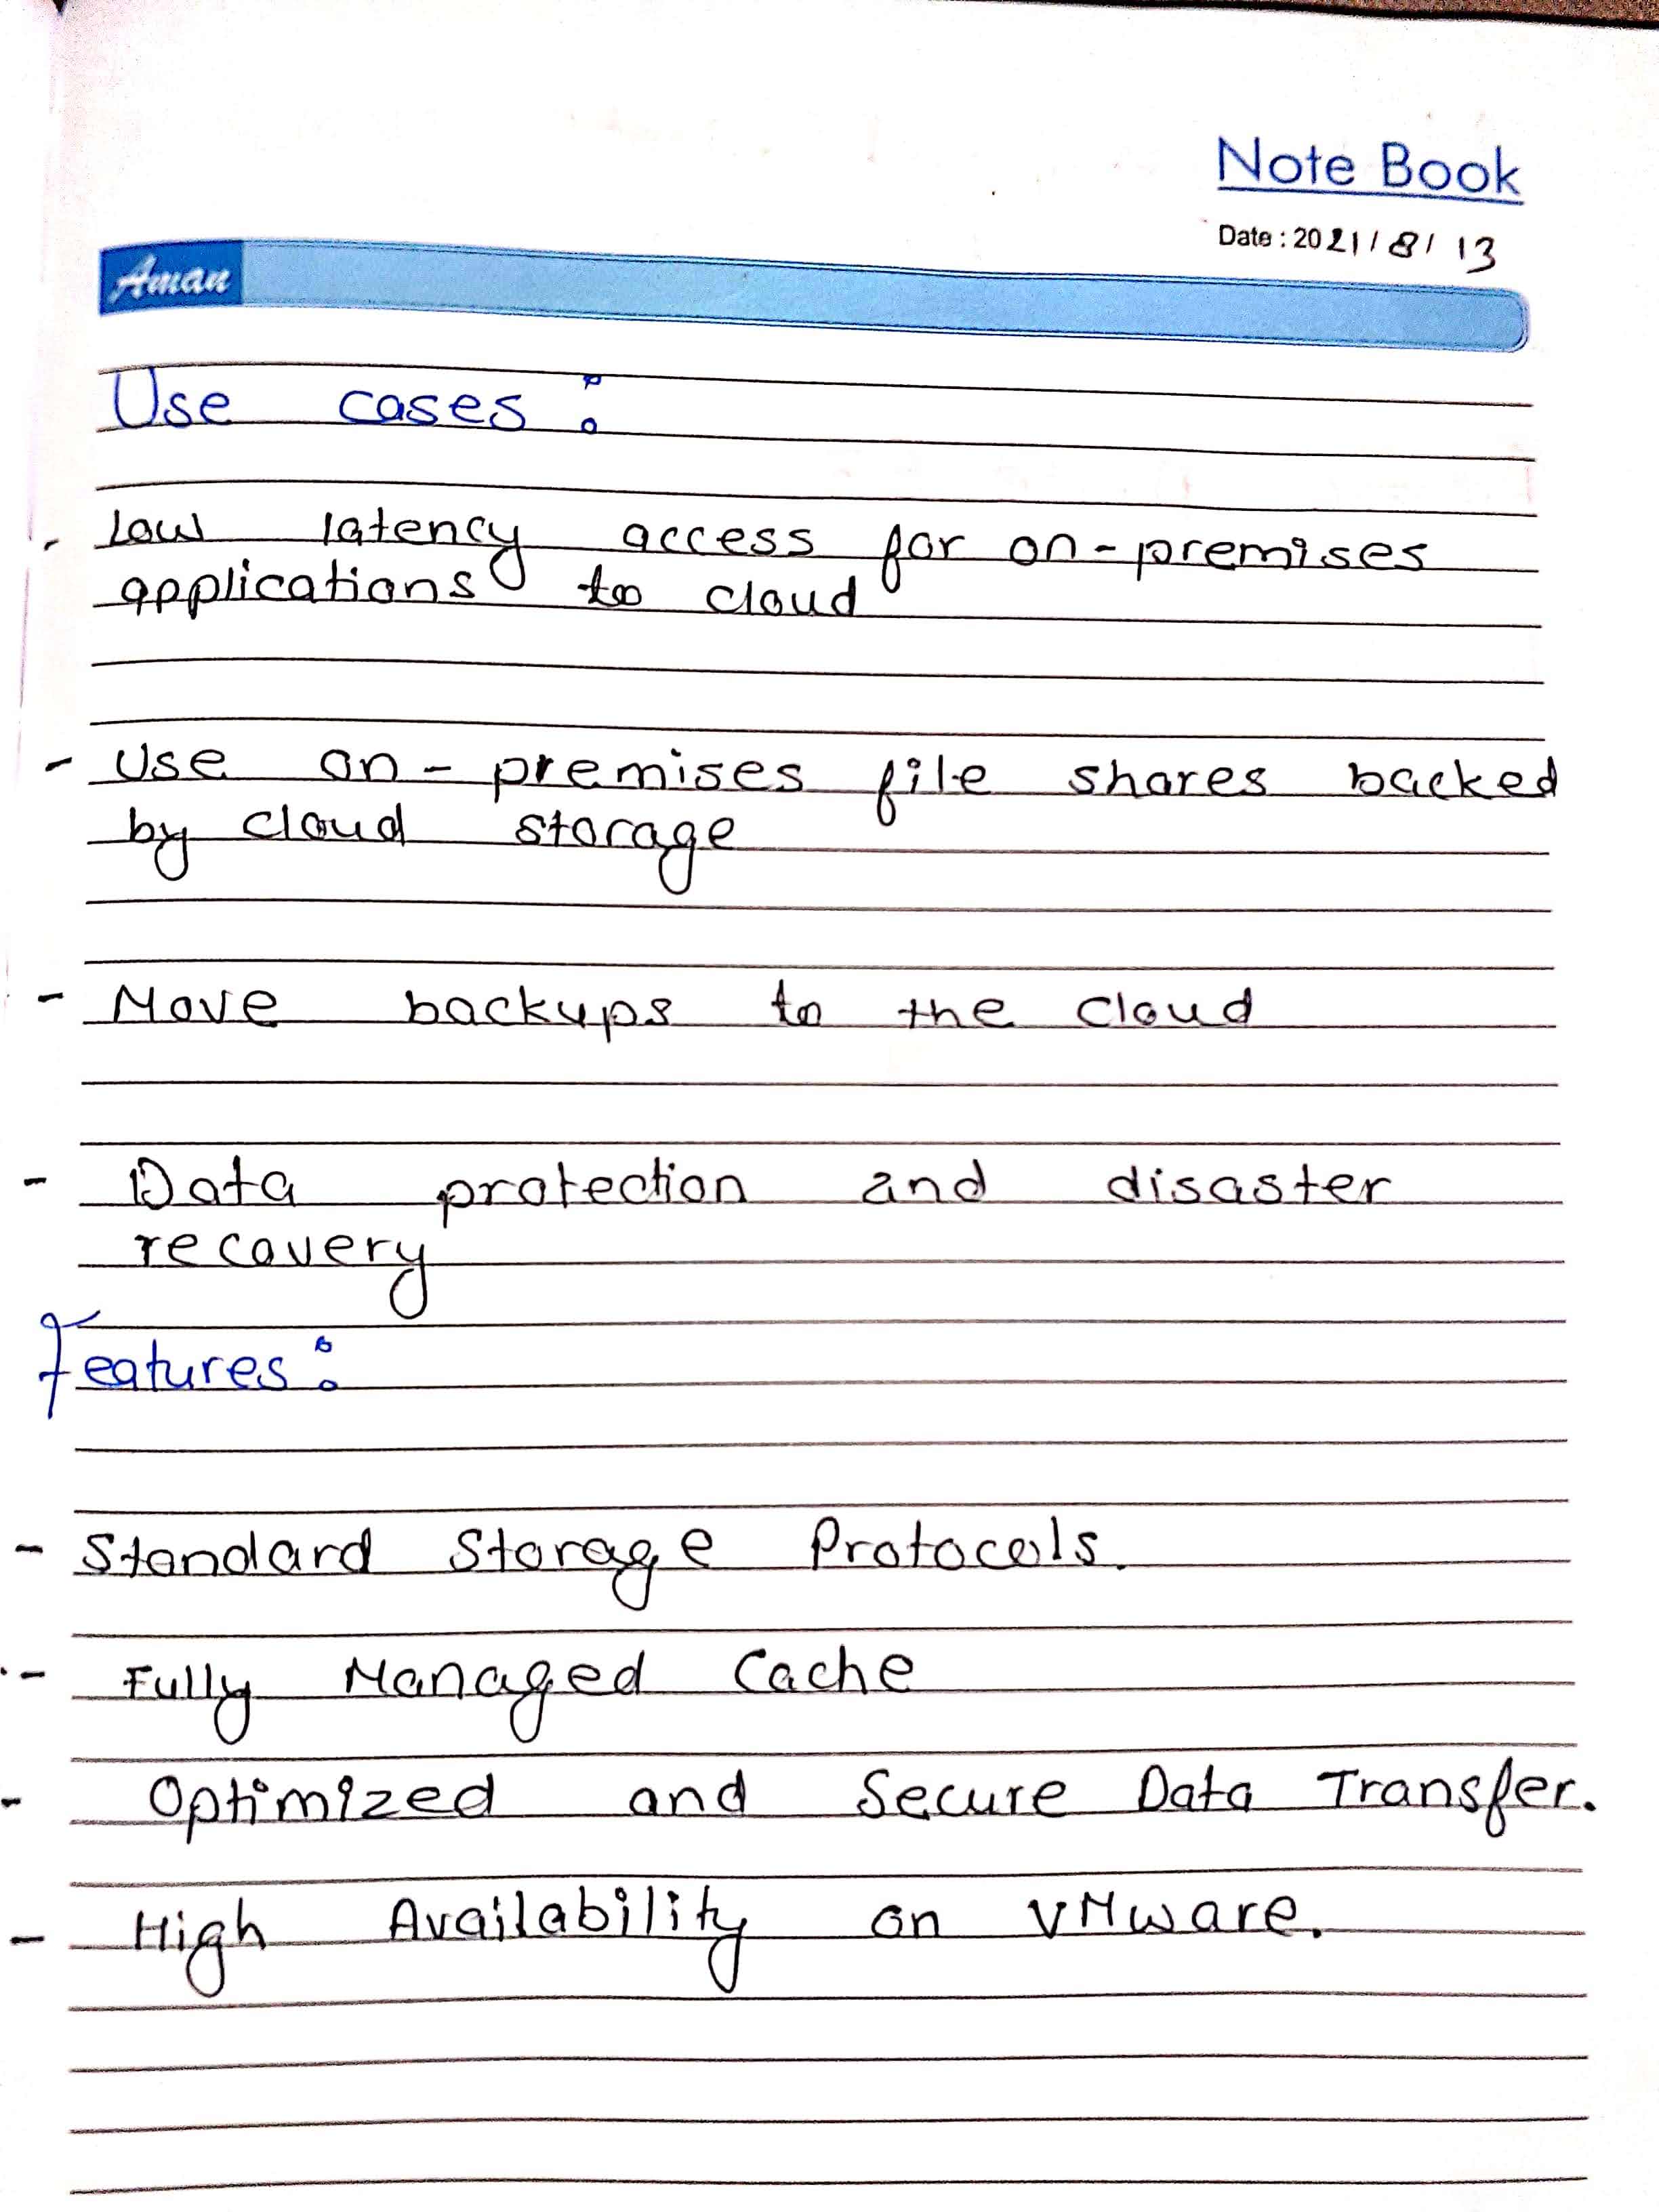 Note Book
Date : 2021 / 8 / 13
Aman
Use cases :
- Low latency access for on-premises
applications to cloud
- Use on-premises file shares backed
by cloud storage
- Move backups to the cloud
- Data protection and disaster
recovery
Features :
- Standard Storage Protocols.
- Fully Managed Cache
- Optimized and Secure Data Transfer.
- High Availability on VMware.